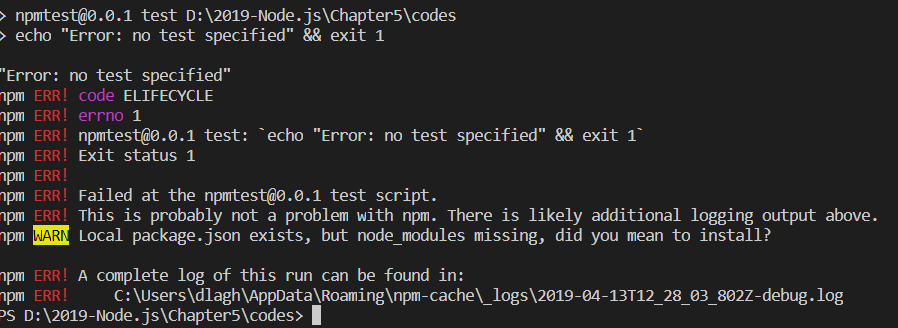 > npmtest@0.0.1 test D:\2019-Node.js\Chapter5\codes
> echo "Error: no test specified" && exit 1
"Error: no test specified"
npm ERR! code ELIFECYCLE
npm ERR! errno 1
npm ERR! npmtest@0.0.1 test: `echo "Error: no test specified" && exit 1`
npm ERR! Exit status 1
npm ERR!
npm ERR! Failed at the npmtest@0.0.1 test script.
npm ERR! This is probably not a problem with npm. There is likely additional logging output above.
npm WARN Local package.json exists, but node_modules missing, did you mean to install?
npm ERR! A complete log of this run can be found in:
npm ERR!     C:\Users\dlagh\AppData\Roaming\npm-cache\_logs\2019-04-13T12_28_03_802Z-debug.log
PS D:\2019-Node.js\Chapter5\codes>